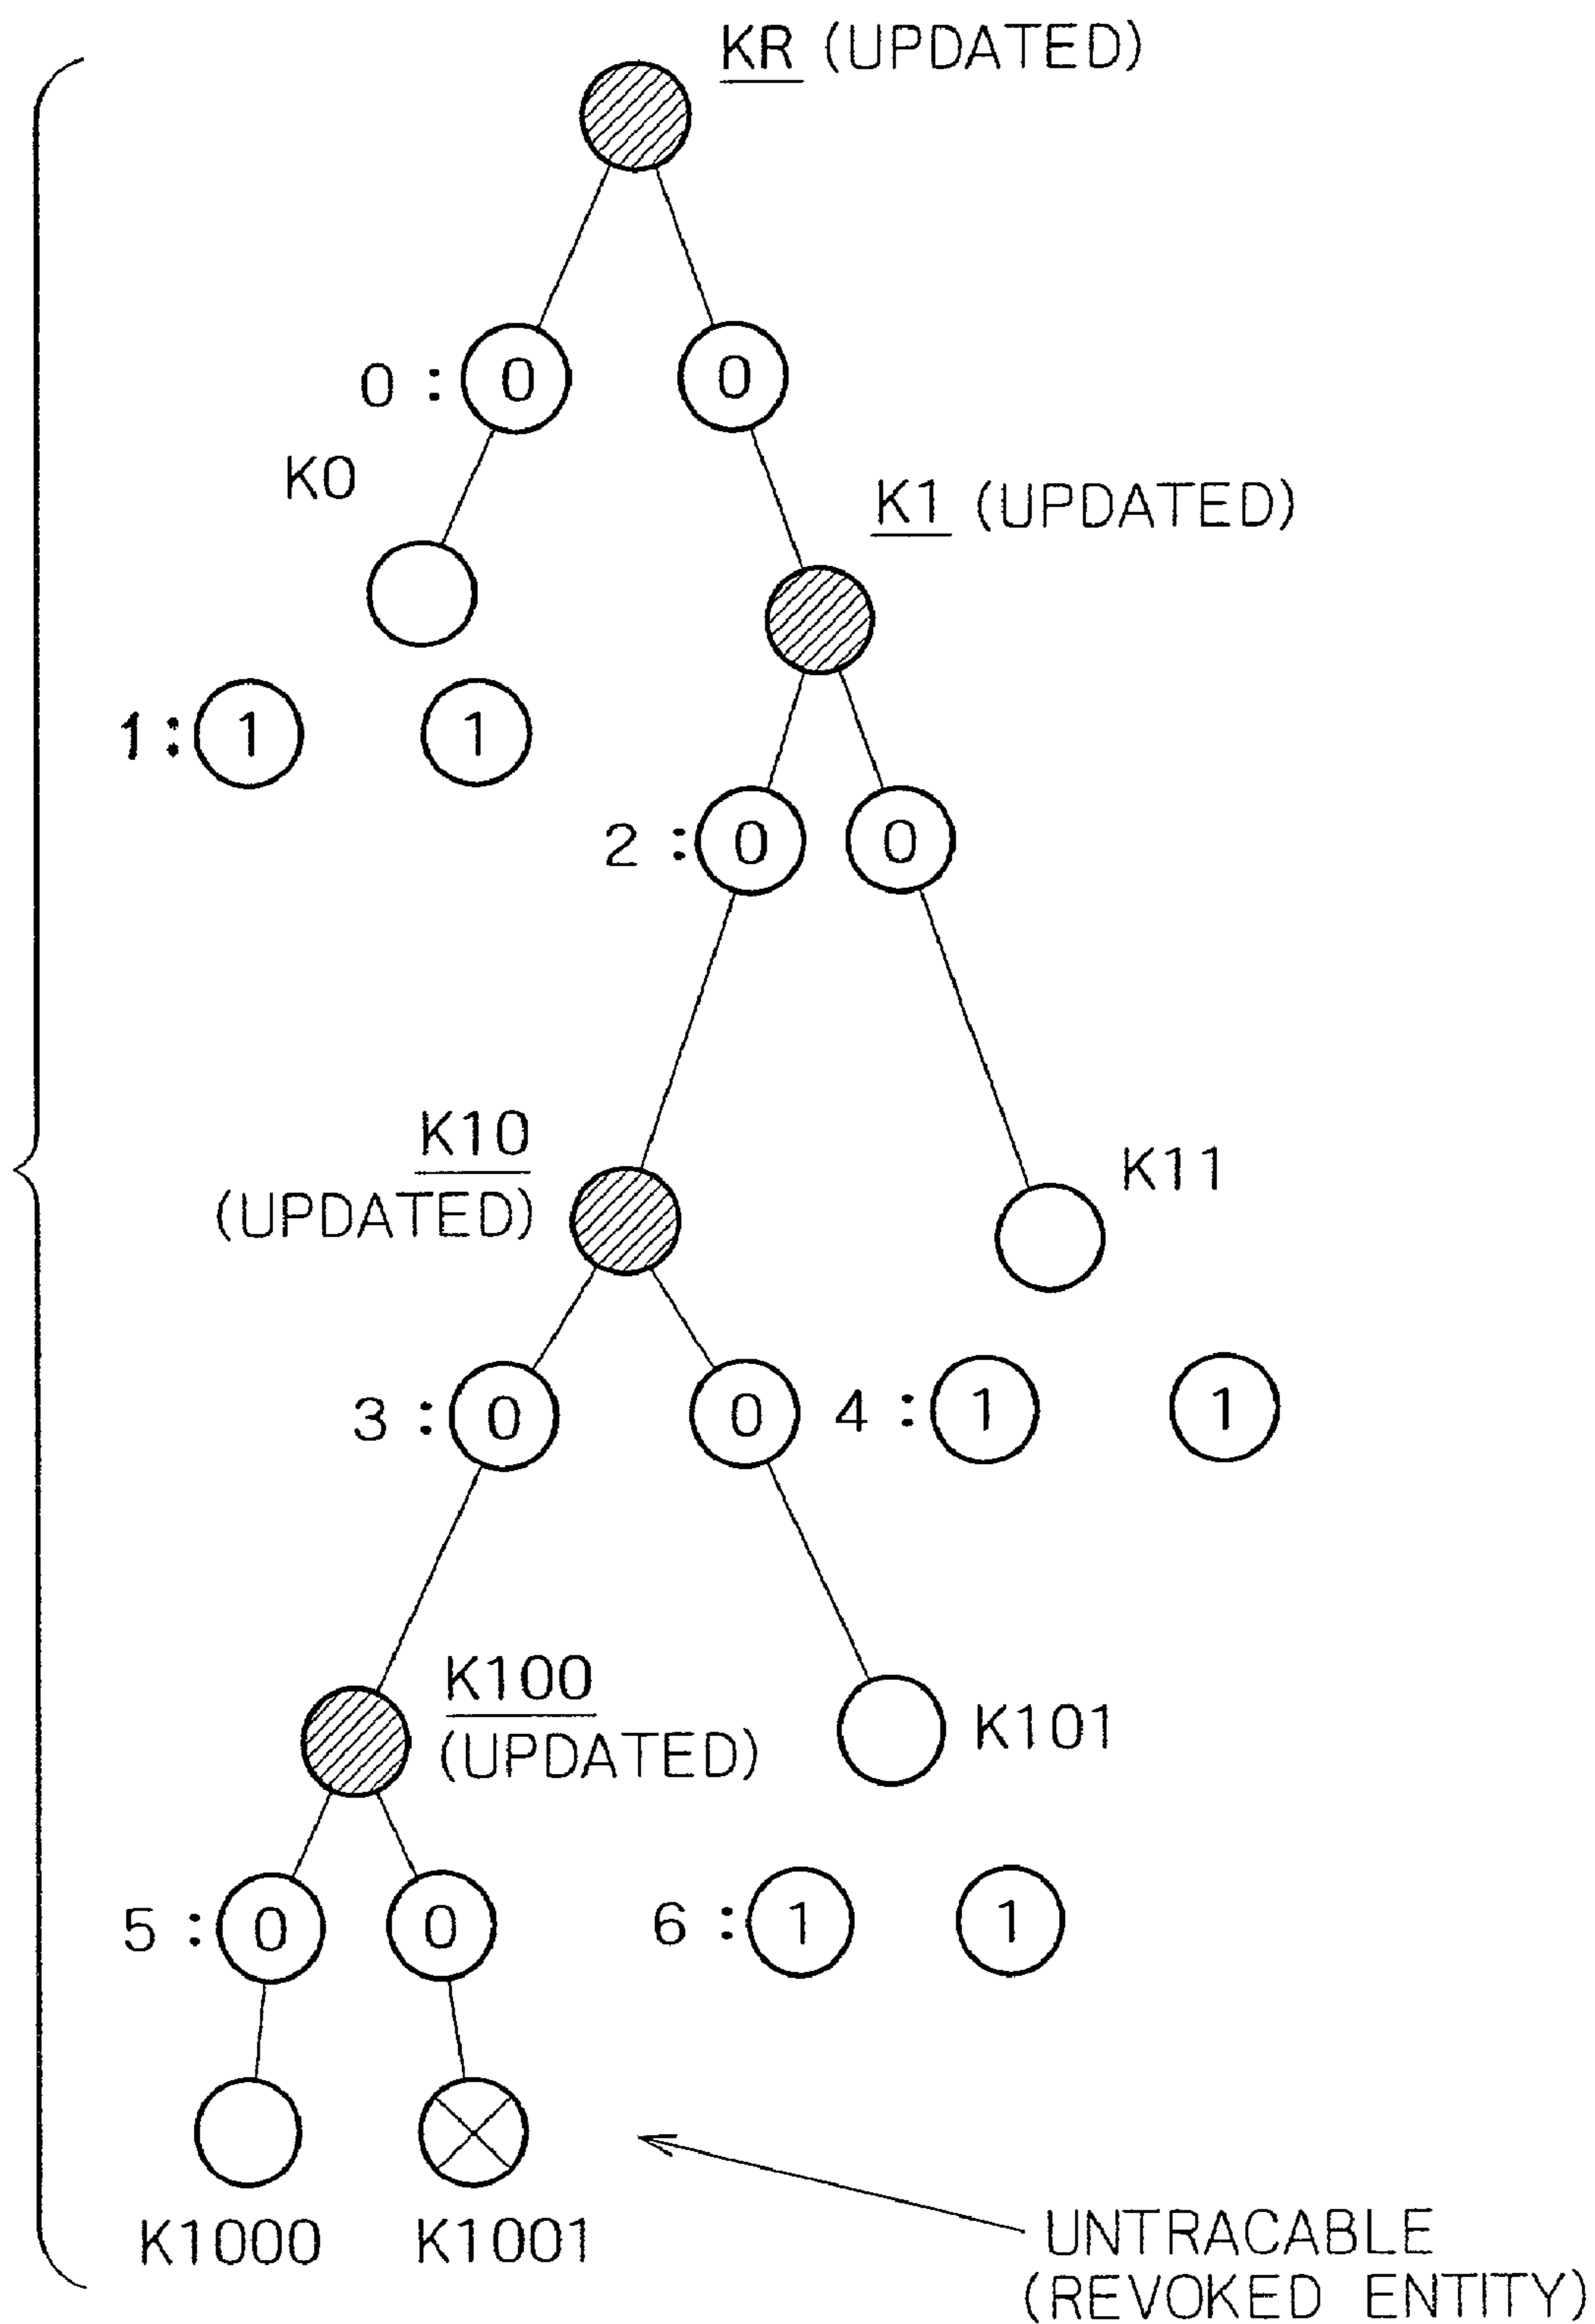 KR (UPDATED)
0 : 0 0
K0
K1 (UPDATED)
1 : 1 1
2 : 0 0
K10
(UPDATED)
K11
3 : 0 0 4 : 1 1
K100
(UPDATED)
K101
5 : 0 0 6 : 1 1
K1000 K1001
UNTRACABLE
(REVOKED ENTITY)